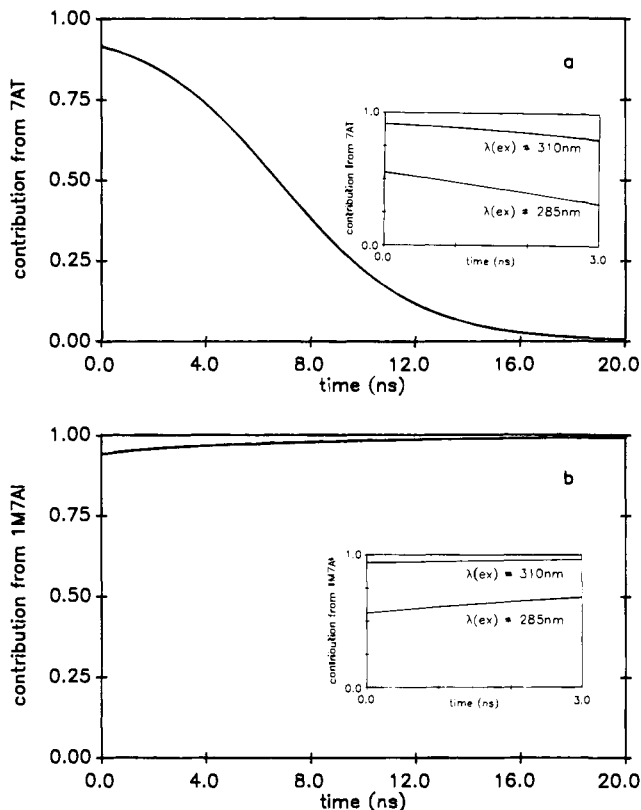 a
1.00
0.75
0.50
0.25
0.00
contribution from 7AT
0.0 4.0 8.0 12.0 16.0 20.0
time (ns)
1.0
0.0
contribution from 7AT
λ(ex) = 310nm
λ(ex) = 285nm
0.0 3.0
time (ns)
b
1.00
0.75
0.50
0.25
0.00
contribution from 1M7AI
0.0 4.0 8.0 12.0 16.0 20.0
time (ns)
1.0
0.0
contribution from 1M7AI
λ(ex) = 310nm
λ(ex) = 285nm
0.0 3.0
time (ns)